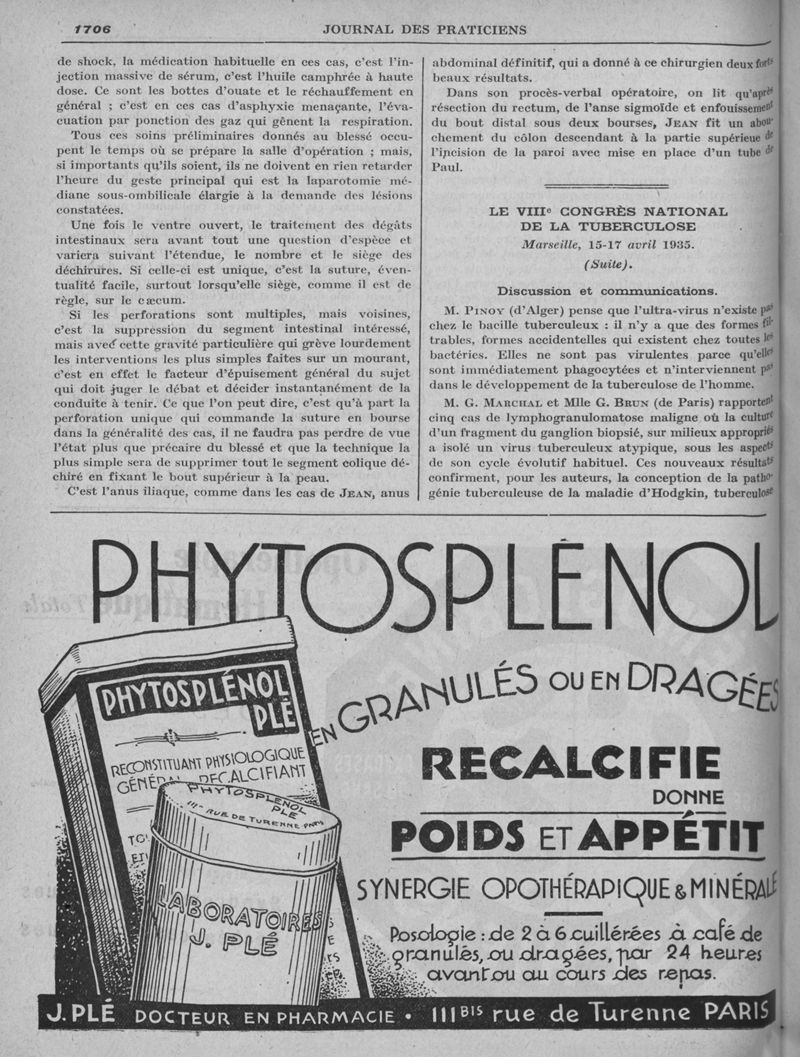 1706
JOURNAL DES PRATICIENS
de shock, la médication habituelle en ces cas, c'est l'in-
jection massive de sérum, c'est l'huile camphrée à haute
dose. Ce sont les bottes d'ouate et le réchauffement en
général ; c'est en ces cas d'asphyxie menaçante, l'éva-
cuation par ponction des gaz qui gênent la respiration.
Tous ces soins préliminaires donnés au blessé occu-
pent le temps où se prépare la salle d'opération ; mais,
si importants qu'ils soient, ils ne doivent en rien retarder
l'heure du geste principal qui est la laparotomie mé-
diane sous-ombilicale élargie à la demande des lésions
constatées.
Une fois le ventre ouvert, le traitement des dégâts
intestinaux sera avant tout une question d'espèce et
variera suivant l'étendue, le nombre et le siège des
déchirures. Si celle-ci est unique, c'est la suture, éven-
tualité facile, surtout lorsqu'elle siège, comme il est de
règle, sur le cæcum.
Si les perforations sont multiples, mais voisines,
c'est la suppression du segment intestinal intéressé,
mais avec cette gravité particulière qui grève lourdement
les interventions les plus simples faites sur un mourant,
c'est en effet le facteur d'épuisement général du sujet
qui doit juger le débat et décider instantanément de la
conduite à tenir. Ce que l'on peut dire, c'est qu'à part la
perforation unique qui commande la suture en bourse
dans la généralité des cas, il ne faudra pas perdre de vue
l'état plus que précaire du blessé et que la technique la
plus simple sera de supprimer tout le segment colique dé-
chiré en fixant le bout supérieur à la peau.
C'est l'anus iliaque, comme dans les cas de JEAN, anus
abdominal définitif, qui a donné à ce chirurgien deux forts
beaux résultats.
Dans son procès-verbal opératoire, on lit qu'après
résection du rectum, de l'anse sigmoïde et enfouissement
du bout distal sous deux bourses, JEAN fit un abou-
chement du côlon descendant à la partie supérieure de
l'incision de la paroi avec mise en place d'un tube de
Paul.
LE VIIIe CONGRÈS NATIONAL
DE LA TUBERCULOSE
Marseille, 15-17 avril 1935.
(Suite).
Discussion et communications.
M. PINOY (d'Alger) pense que l'ultra-virus n'existe pas
chez le bacille tuberculeux : il n'y a que des formes fil-
trables, formes accidentelles qui existent chez toutes les
bactéries. Elles ne sont pas virulentes parce qu'elles
sont immédiatement phagocytées et n'interviennent pas
dans le développement de la tuberculose de l'homme.
M. G. MARCHAL et Mlle G. BRUN (de Paris) rapportent
cinq cas de lymphogranulomatose maligne où la culture
d'un fragment du ganglion biopsié, sur milieux appropriés
a isolé un virus tuberculeux atypique, sous les aspects
de son cycle évolutif habituel. Ces nouveaux résultats
confirment, pour les auteurs, la conception de la patho-
génie tuberculeuse de la maladie d'Hodgkin, tuberculose
PHYTOSPLÉNOL
EN GRANULÉS OU EN DRAGÉES
RECALCIFIE
DONNE
POIDS ET APPÉTIT
SYNERGIE OPOTHÉRAPIQUE & MINÉRALE
Posologie : de 2 à 6 cuillérées à café de
granulés, ou dragées, par 24 heures
avant ou au cours des repas.
PHYTOSPLÉNOL
PLÉ
RECONSTITUANT PHYSIOLOGIQUE
GÉNÉRAL RECALCIFIANT
PHYTOSPLENOL
PLÉ
111bis RUE DE TURENNE-PARIS
LABORATOIRES
J. PLÉ
J. PLÉ DOCTEUR EN PHARMACIE • 111BIS rue de Turenne PARIS